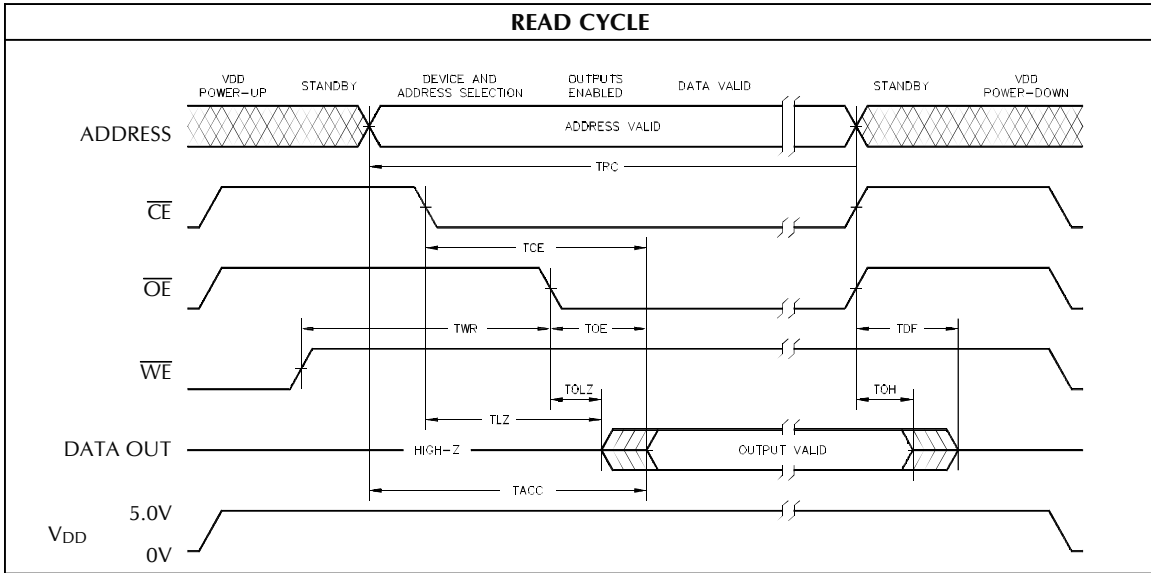 READ CYCLE
VDD POWER-UP
STANDBY
DEVICE AND ADDRESS SELECTION
OUTPUTS ENABLED
DATA VALID
STANDBY
VDD POWER-DOWN
ADDRESS
ADDRESS VALID
TPC
CE
TCE
OE
TWR
TOE
TDF
WE
TOLZ
TOH
TLZ
DATA OUT
HIGH-Z
OUTPUT VALID
TACC
5.0V
VDD
0V